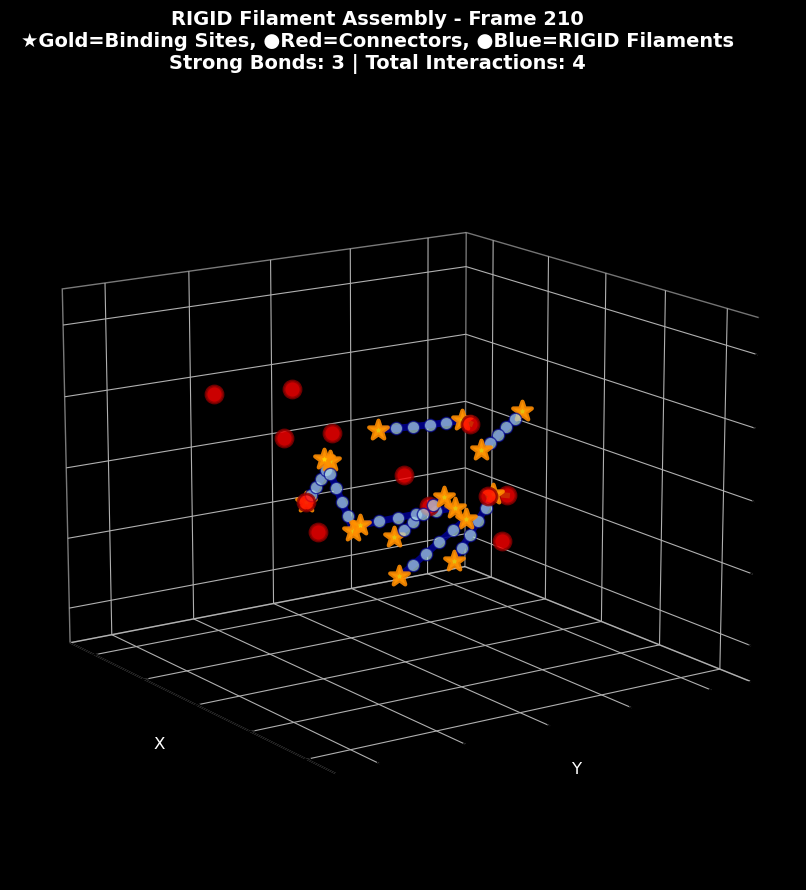 RIGID Filament Assembly - Frame 210
★Gold=Binding Sites, ●Red=Connectors, ●Blue=RIGID Filaments
Strong Bonds: 3 | Total Interactions: 4
X
Y